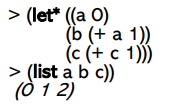 > (let* ((a 0)
(b (+ a 1))
(c (+ c 1)))
> (list a b c))
(0 1 2)